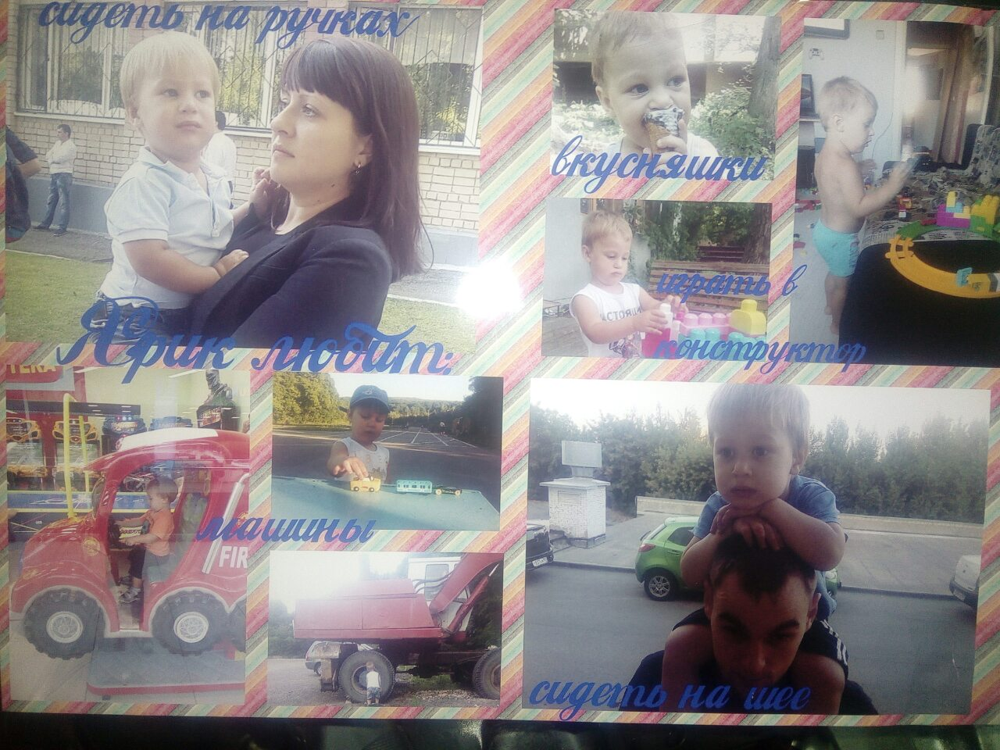 сидеть на ручках
Ярик любит:
вкусняшки
играть в
конструктор
машины
сидеть на шее
FIR